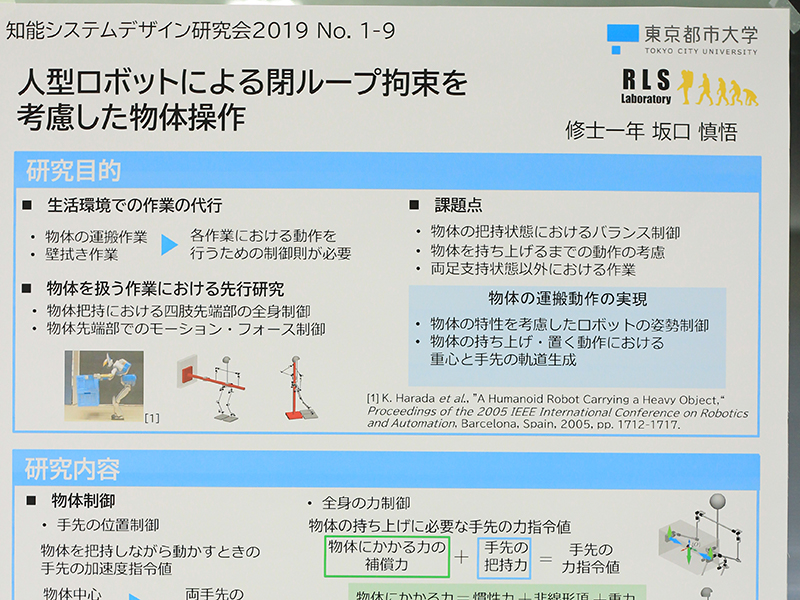 知能システムデザイン研究会2019 No. 1-9
東京都市大学
TOKYO CITY UNIVERSITY
人型ロボットによる閉ループ拘束を
考慮した物体操作
RLS
Laboratory
修士一年 坂口 慎悟
研究目的
■ 生活環境での作業の代行
・ 物体の運搬作業
・ 壁拭き作業
各作業における動作を
行うための制御則が必要
■ 物体を扱う作業における先行研究
・ 物体把持における四肢先端部の全身制御
・ 物体先端部でのモーション・フォース制御
[1]
■ 課題点
・ 物体の把持状態におけるバランス制御
・ 物体を持ち上げるまでの動作の考慮
・ 両足支持状態以外における作業
物体の運搬動作の実現
・ 物体の特性を考慮したロボットの姿勢制御
・ 物体の持ち上げ・置く動作における
重心と手先の軌道生成
[1] K. Harada et al., "A Humanoid Robot Carrying a Heavy Object,"
Proceedings of the 2005 IEEE International Conference on Robotics
and Automation, Barcelona, Spain, 2005, pp. 1712-1717.
研究内容
■ 物体制御
・ 手先の位置制御
物体を把持しながら動かすときの
手先の加速度指令値
物体中心
両手先の
・ 全身の力制御
物体の持ち上げに必要な手先の力指令値
物体にかかる力の
補償力
+
手先の
把持力
=
手先の
力指令値
物体にかかる力＝慣性力＋非線形項＋重力